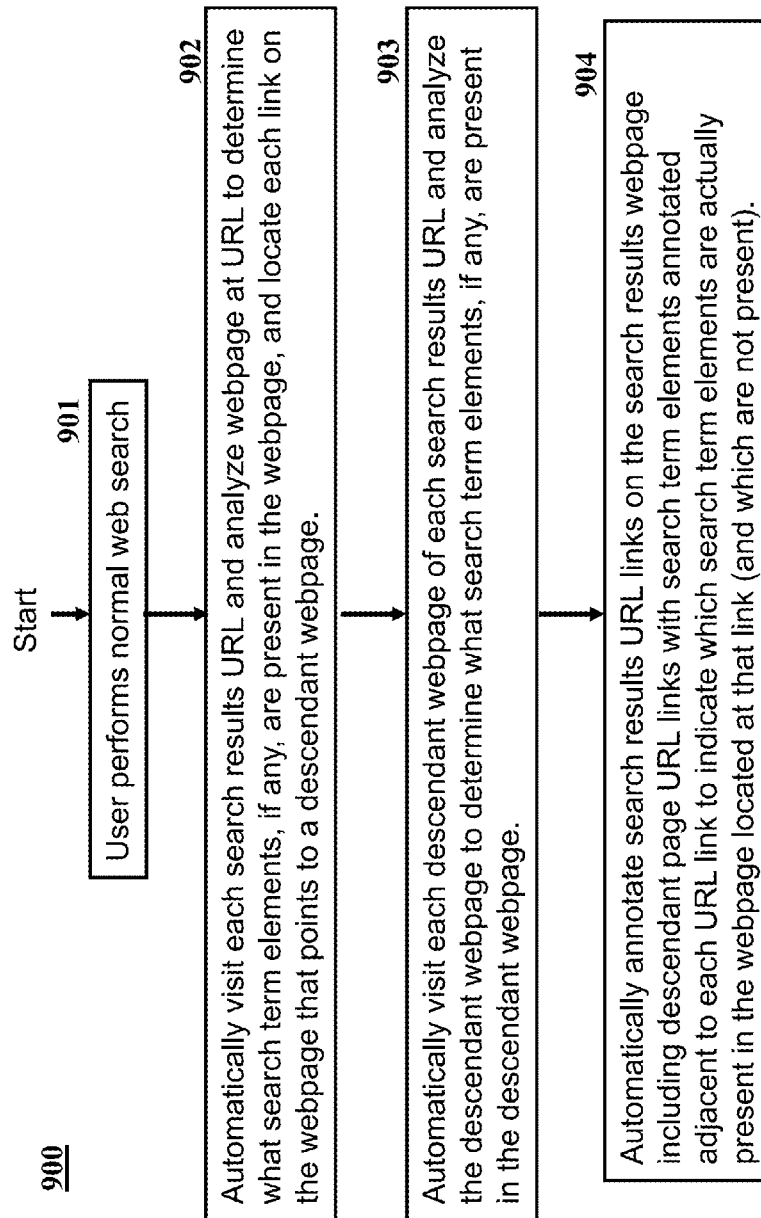 900
Start
901
User performs normal web search
902
Automatically visit each search results URL and analyze webpage at URL to determine
what search term elements, if any, are present in the webpage, and locate each link on
the webpage that points to a descendant webpage.
903
Automatically visit each descendant webpage of each search results URL and analyze
the descendant webpage to determine what search term elements, if any, are present
in the descendant webpage.
904
Automatically annotate search results URL links on the search results webpage
including descendant page URL links with search term elements annotated
adjacent to each URL link to indicate which search term elements are actually
present in the webpage located at that link (and which are not present).